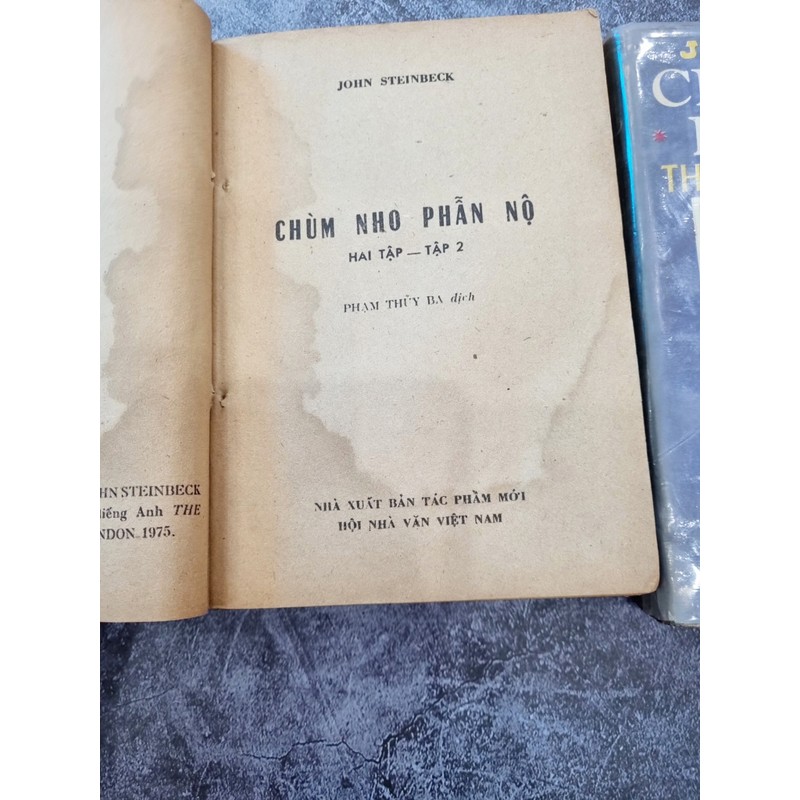 JOHN STEINBECK
CHÙM NHO PHẪN NỘ
HAI TẬP — TẬP 2
PHẠM THỦY BA dịch
NHÀ XUẤT BẢN TÁC PHẨM MỚI
HỘI NHÀ VĂN VIỆT NAM
HN STEINBECK
iếng Anh THE
NDON—1975.
J
C
TH